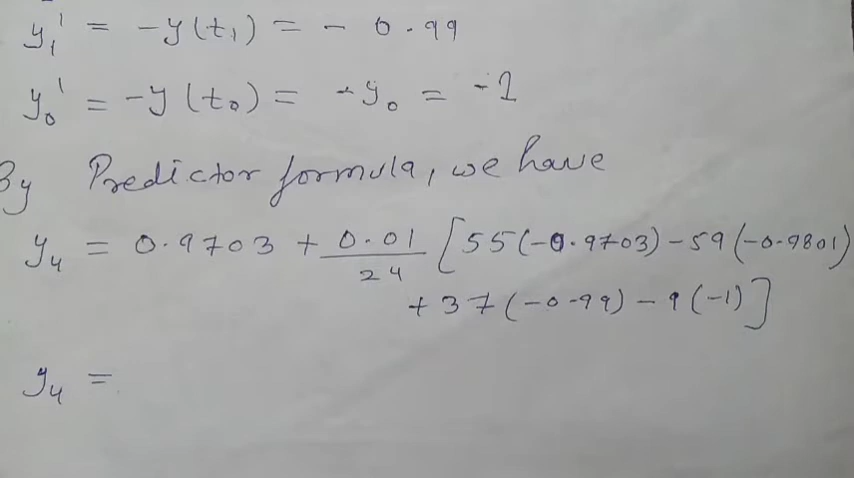 y₁' = -y(t₁) = - 0.99
y₀' = -y(t₀) = -y₀ = -1
By Predictor formula, we have
y₄ = 0.9703 + 0.01/24 [55(-0.9703) - 59(-0.9801)
+ 37(-0.99) - 9(-1)]
y₄ =